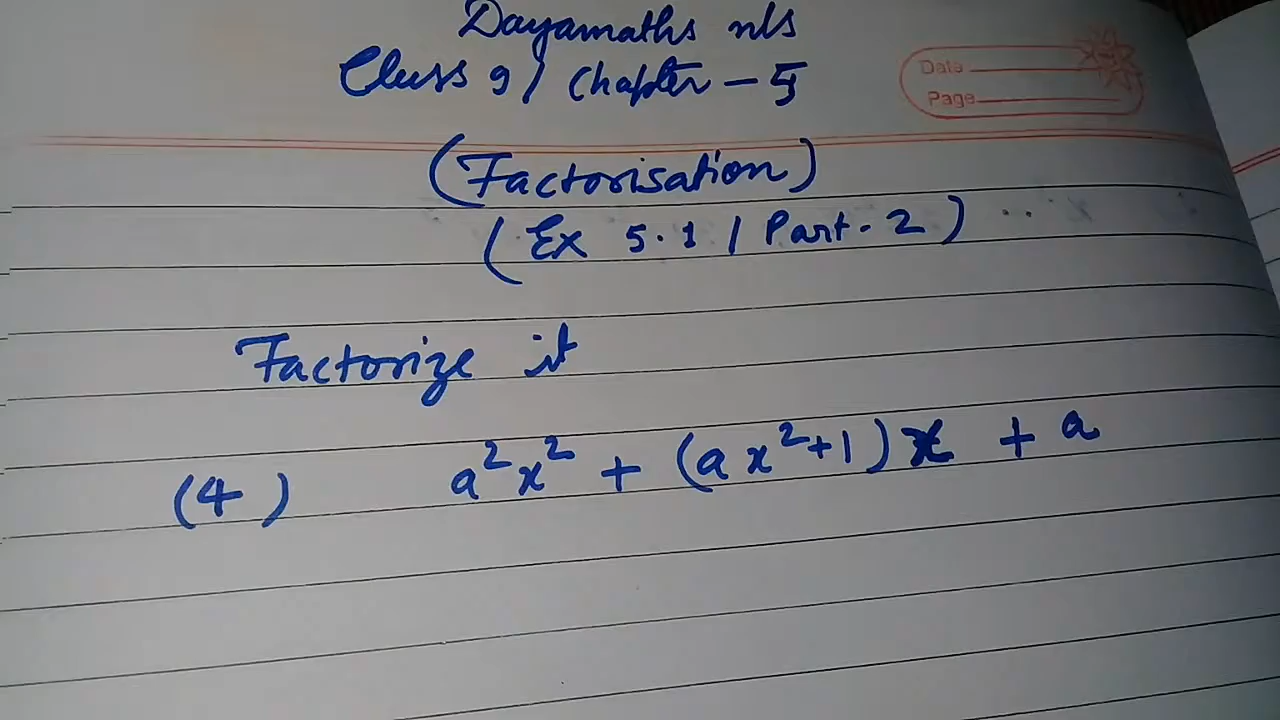 Dayamaths nls
Class 9 / Chapter - 5
Date
Page
(Factorisation)
(Ex 5.1 / Part-2)
Factorize it
(4) a²x² + (ax²+1)x + a